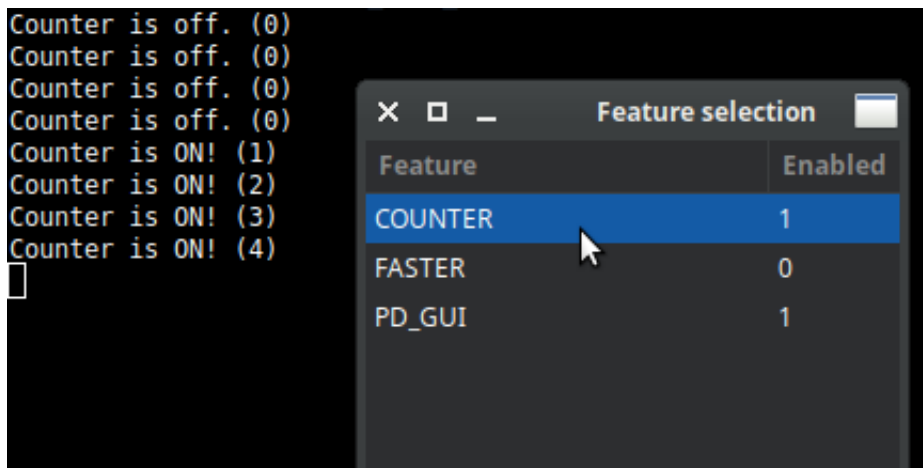 Counter is off. (0)
Counter is off. (0)
Counter is off. (0)
Counter is off. (0)
Counter is ON! (1)
Counter is ON! (2)
Counter is ON! (3)
Counter is ON! (4)
Feature selection
Feature Enabled
COUNTER 1
FASTER 0
PD_GUI 1